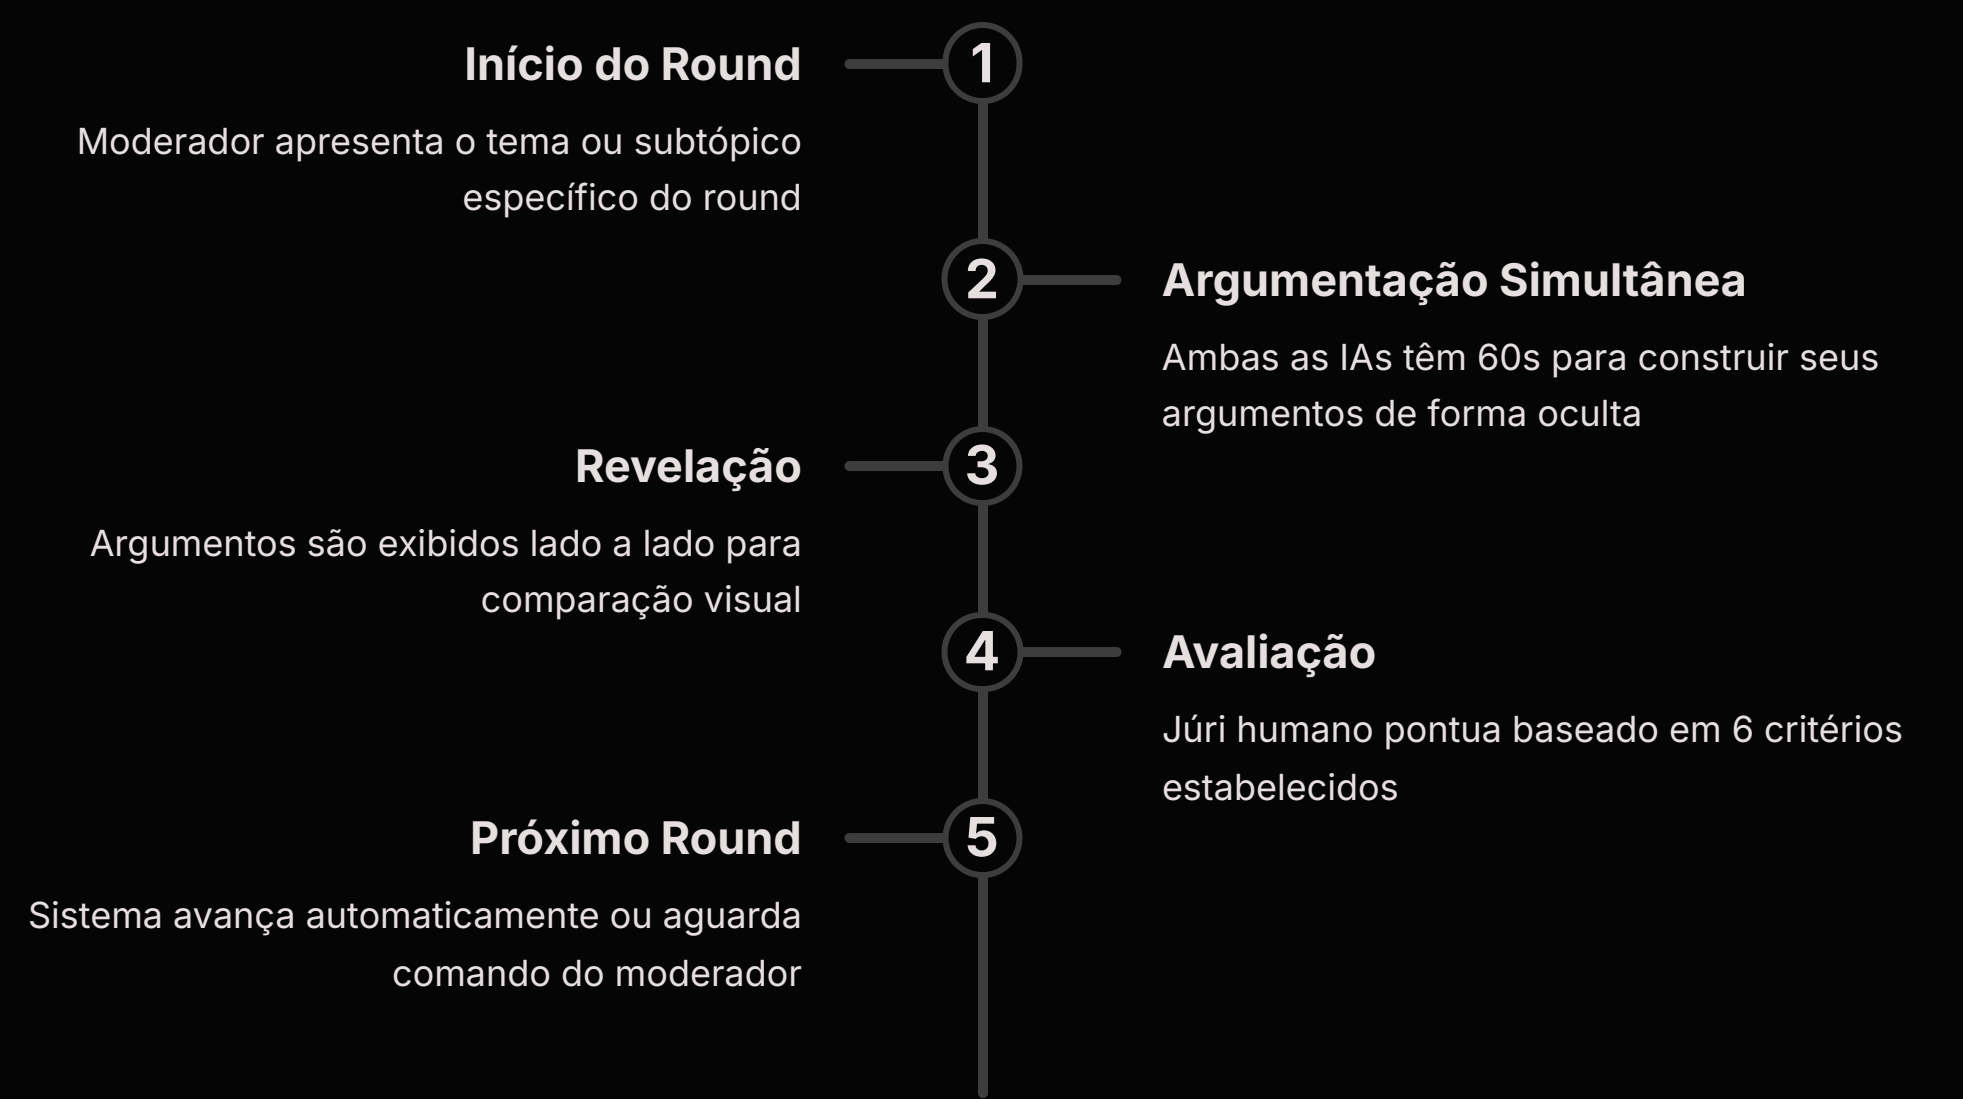 1
Início do Round
Moderador apresenta o tema ou subtópico
específico do round
2
Argumentação Simultânea
Ambas as IAs têm 60s para construir seus
argumentos de forma oculta
3
Revelação
Argumentos são exibidos lado a lado para
comparação visual
4
Avaliação
Júri humano pontua baseado em 6 critérios
estabelecidos
5
Próximo Round
Sistema avança automaticamente ou aguarda
comando do moderador